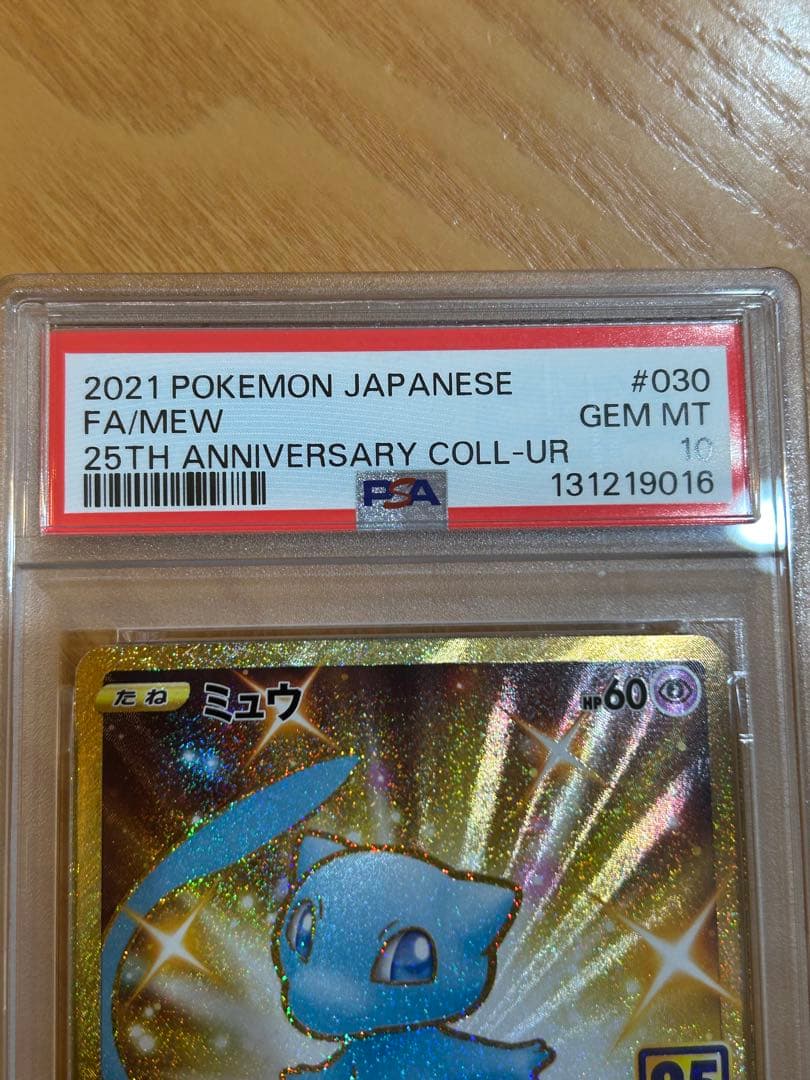 2021 POKEMON JAPANESE #030
FA/MEW GEM MT
25TH ANNIVERSARY COLL-UR 10
PSA 131219016
たね ミュウ HP60
25